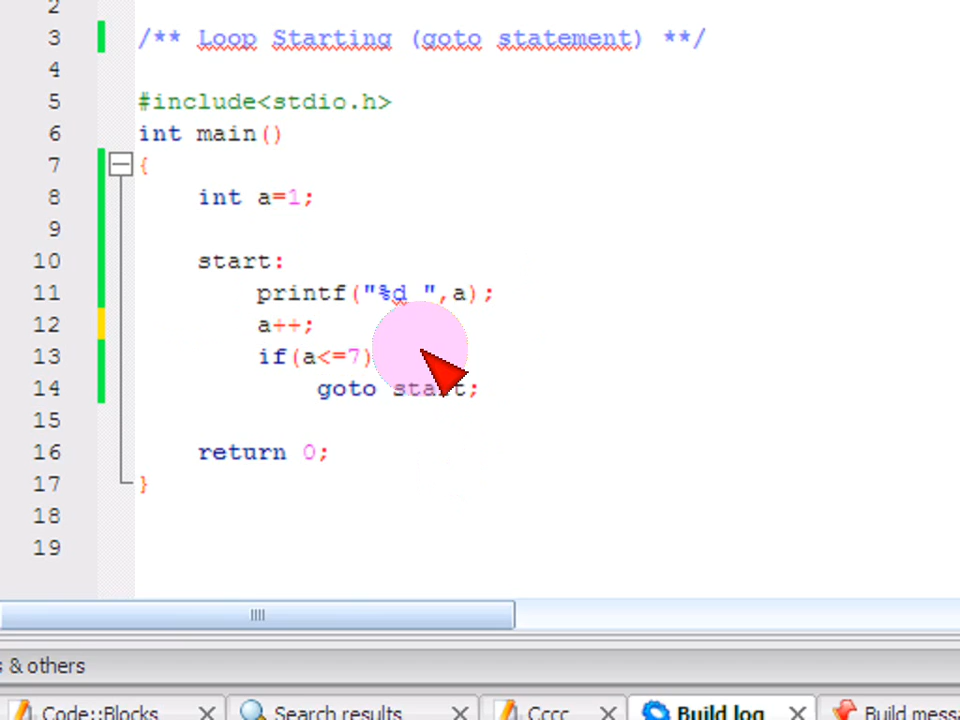 2
3 /** Loop Starting (goto statement) **/
4
5 #include<stdio.h>
6 int main()
7 {
8 int a=1;
9
10 start:
11 printf("%d ",a);
12 a++;
13 if(a<=7)
14 goto start;
15
16 return 0;
17 }
18
19
& others
Code::Blocks Search results Cccc Build log
Build